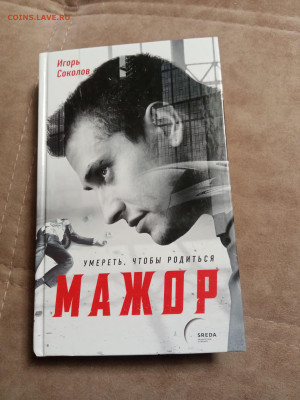 COINS.LAVE.RU
Игорь
Соколов
УМЕРЕТЬ, ЧТОБЫ РОДИТЬСЯ
МАЖОР
SREDA